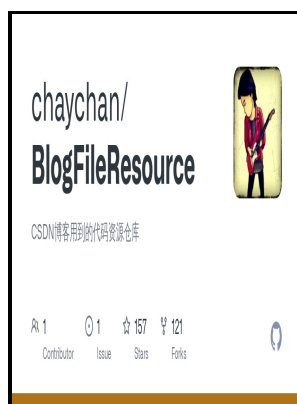 chaychan/
BlogFileResource
CSDN博客用到的代码资源仓库
1 1 157 121
Contributor Issue Stars Forks